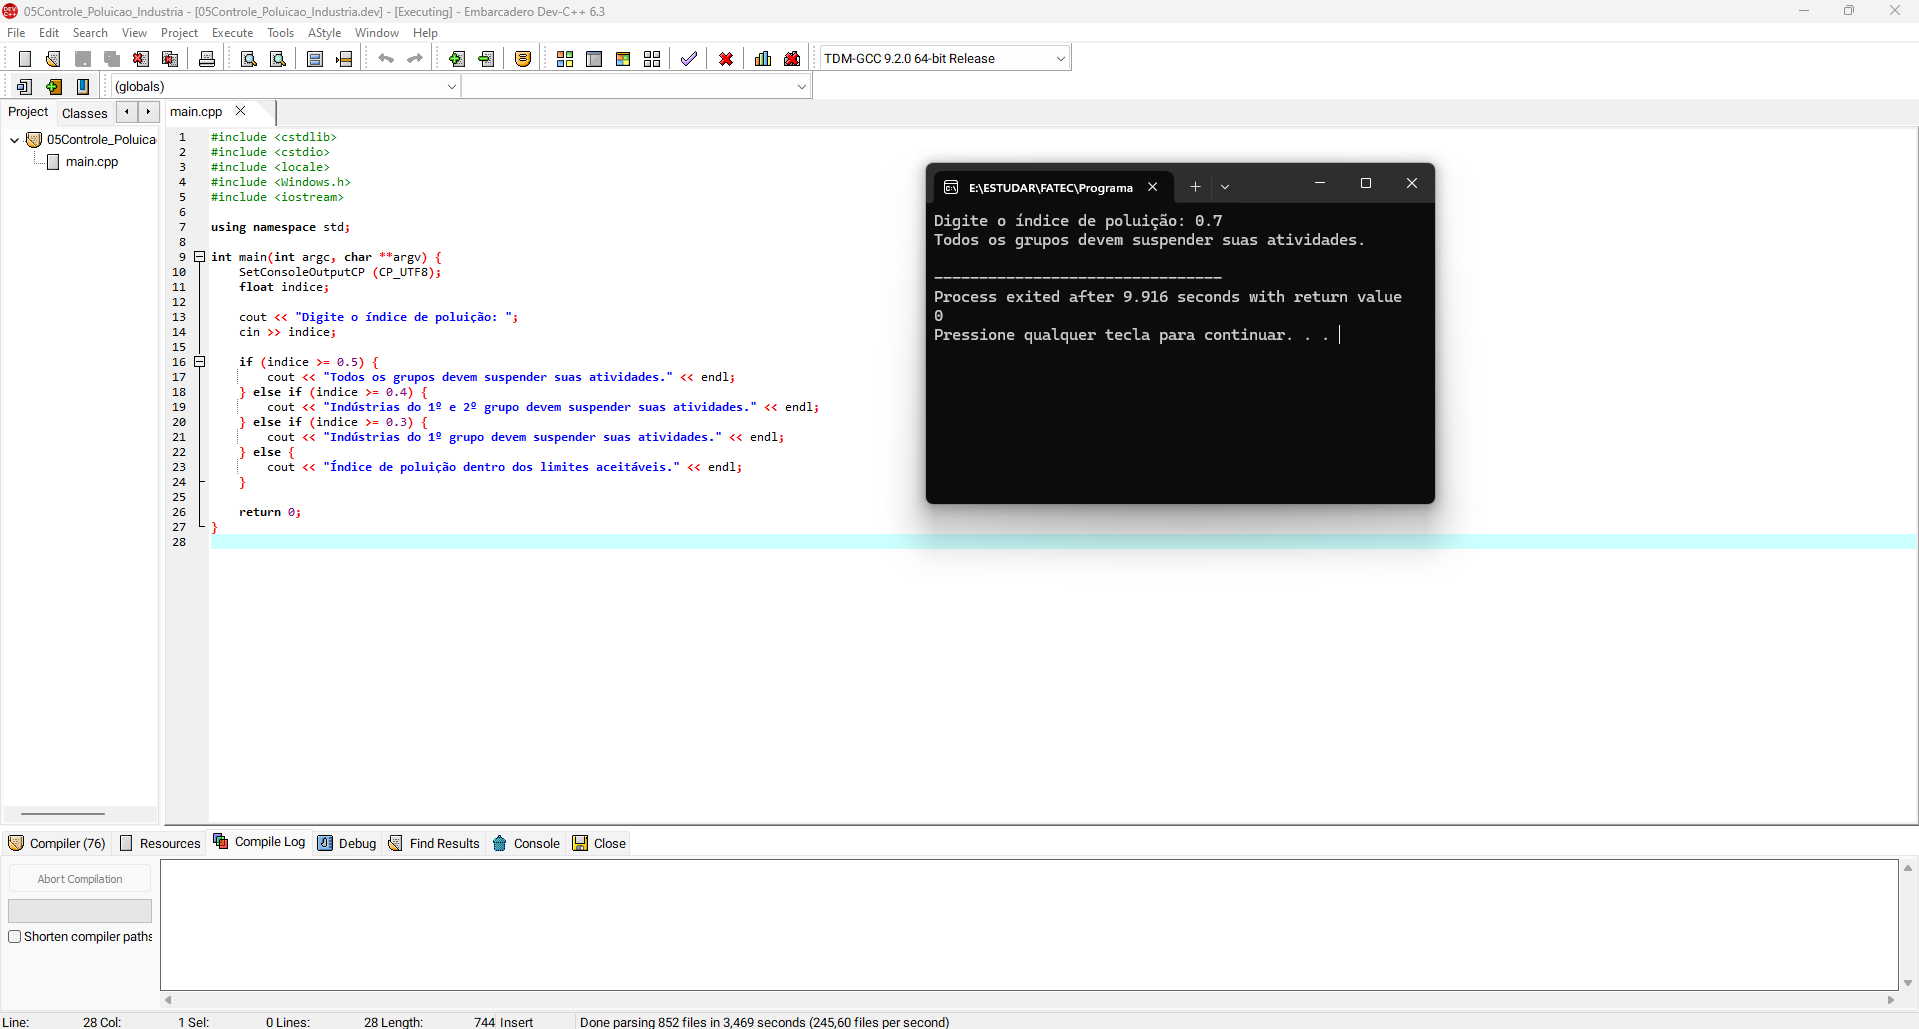 05Controle_Poluicao_Industria - [05Controle_Poluicao_Industria.dev] - [Executing] - Embarcadero Dev-C++ 6.3
File Edit Search View Project Execute Tools AStyle Window Help
TDM-GCC 9.2.0 64-bit Release
(globals)
Project Classes
main.cpp
05Controle_Poluica
main.cpp
1 #include <cstdlib>
2 #include <cstdio>
3 #include <locale>
4 #include <Windows.h>
5 #include <iostream>
6
7 using namespace std;
8
9 int main(int argc, char **argv) {
10 SetConsoleOutputCP (CP_UTF8);
11 float indice;
12
13 cout << "Digite o índice de poluição: ";
14 cin >> indice;
15
16 if (indice >= 0.5) {
17 cout << "Todos os grupos devem suspender suas atividades." << endl;
18 } else if (indice >= 0.4) {
19 cout << "Indústrias do 1º e 2º grupo devem suspender suas atividades." << endl;
20 } else if (indice >= 0.3) {
21 cout << "Indústrias do 1º grupo devem suspender suas atividades." << endl;
22 } else {
23 cout << "Índice de poluição dentro dos limites aceitáveis." << endl;
24 }
25
26 return 0;
27 }
28
E:\ESTUDAR\FATEC\Programa
Digite o índice de poluição: 0.7
Todos os grupos devem suspender suas atividades.
--------------------------------
Process exited after 9.916 seconds with return value
0
Pressione qualquer tecla para continuar. . .
Compiler (76) Resources Compile Log Debug Find Results Console Close
Abort Compilation
Shorten compiler paths
Line: 28 Col: 1 Sel: 0 Lines: 28 Length: 744 Insert Done parsing 852 files in 3,469 seconds (245,60 files per second)